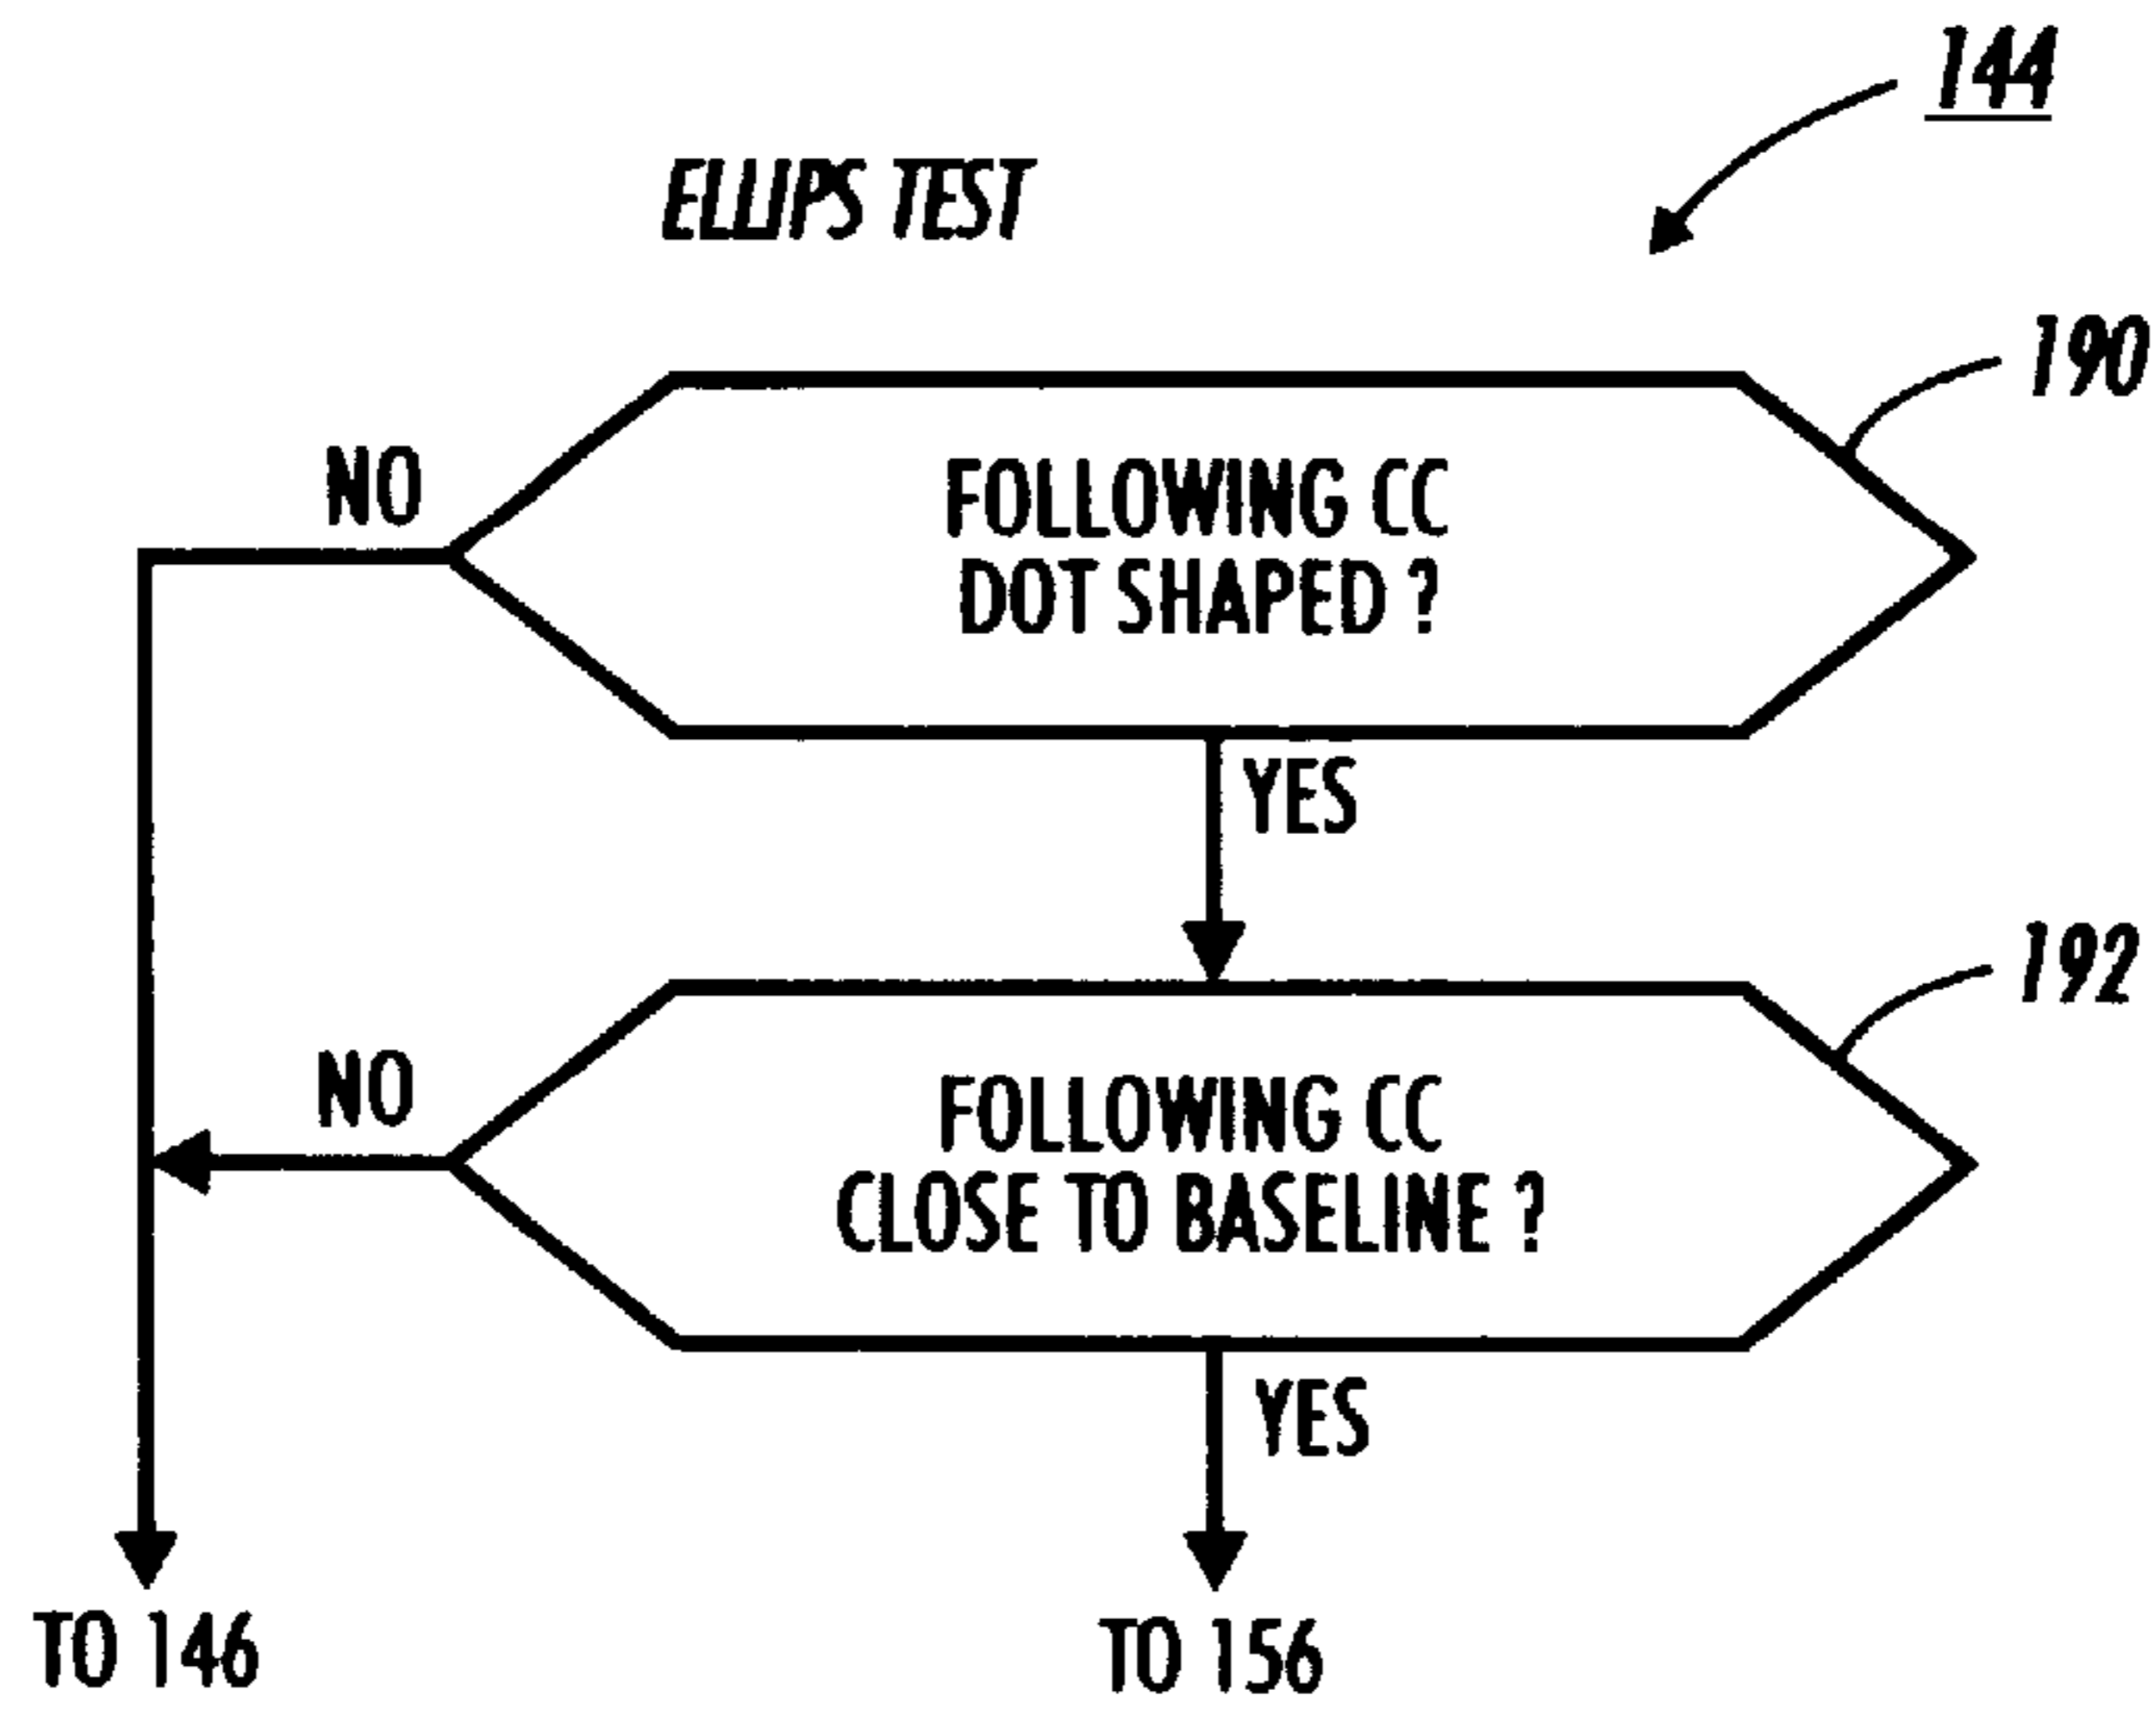 144
ELLIPS TEST
190
NO
FOLLOWING CC
DOT SHAPED ?
YES
192
NO
FOLLOWING CC
CLOSE TO BASELINE ?
YES
TO 146
TO 156